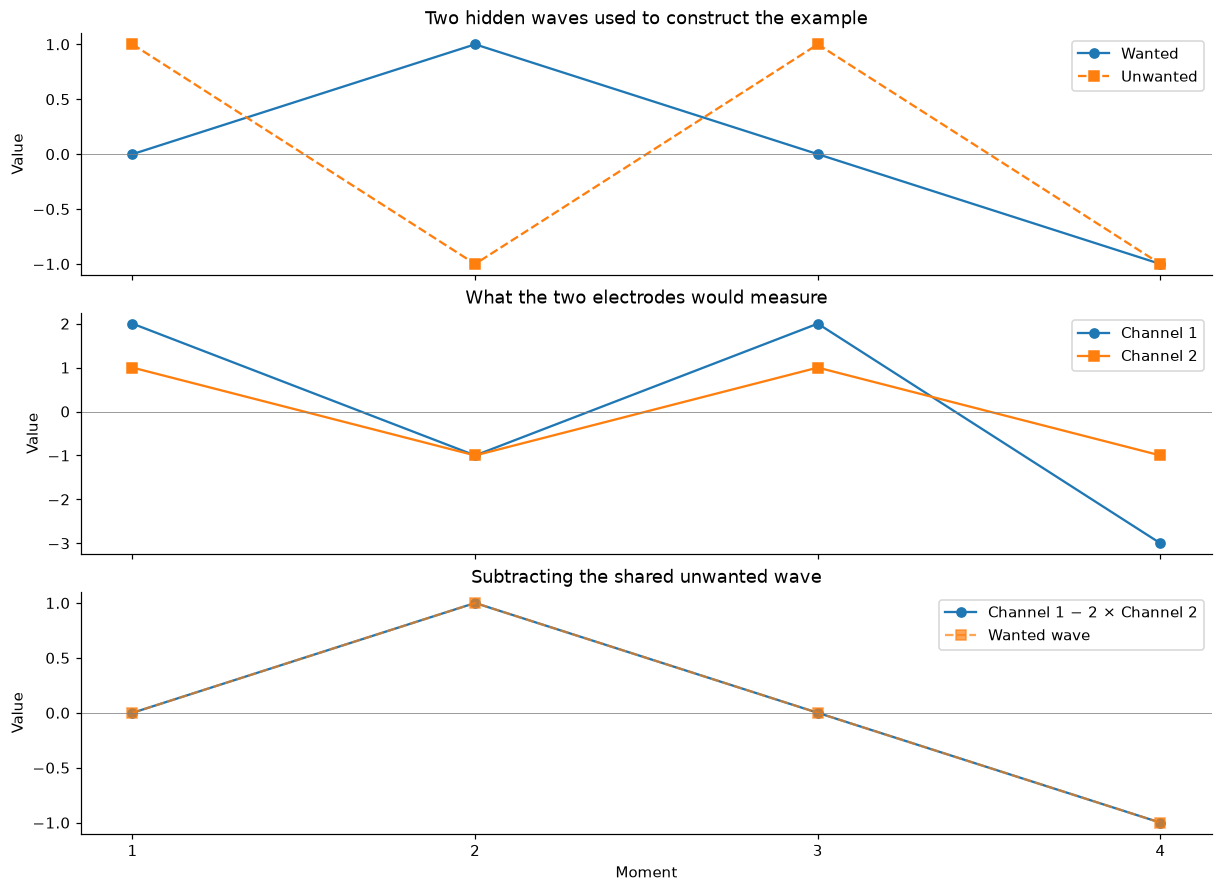 Two hidden waves used to construct the example
1.0
0.5
0.0
−0.5
−1.0
Value
Wanted
Unwanted
What the two electrodes would measure
2
1
0
−1
−2
−3
Value
Channel 1
Channel 2
Subtracting the shared unwanted wave
1.0
0.5
0.0
−0.5
−1.0
Value
Channel 1 − 2 × Channel 2
Wanted wave
1 2 3 4
Moment